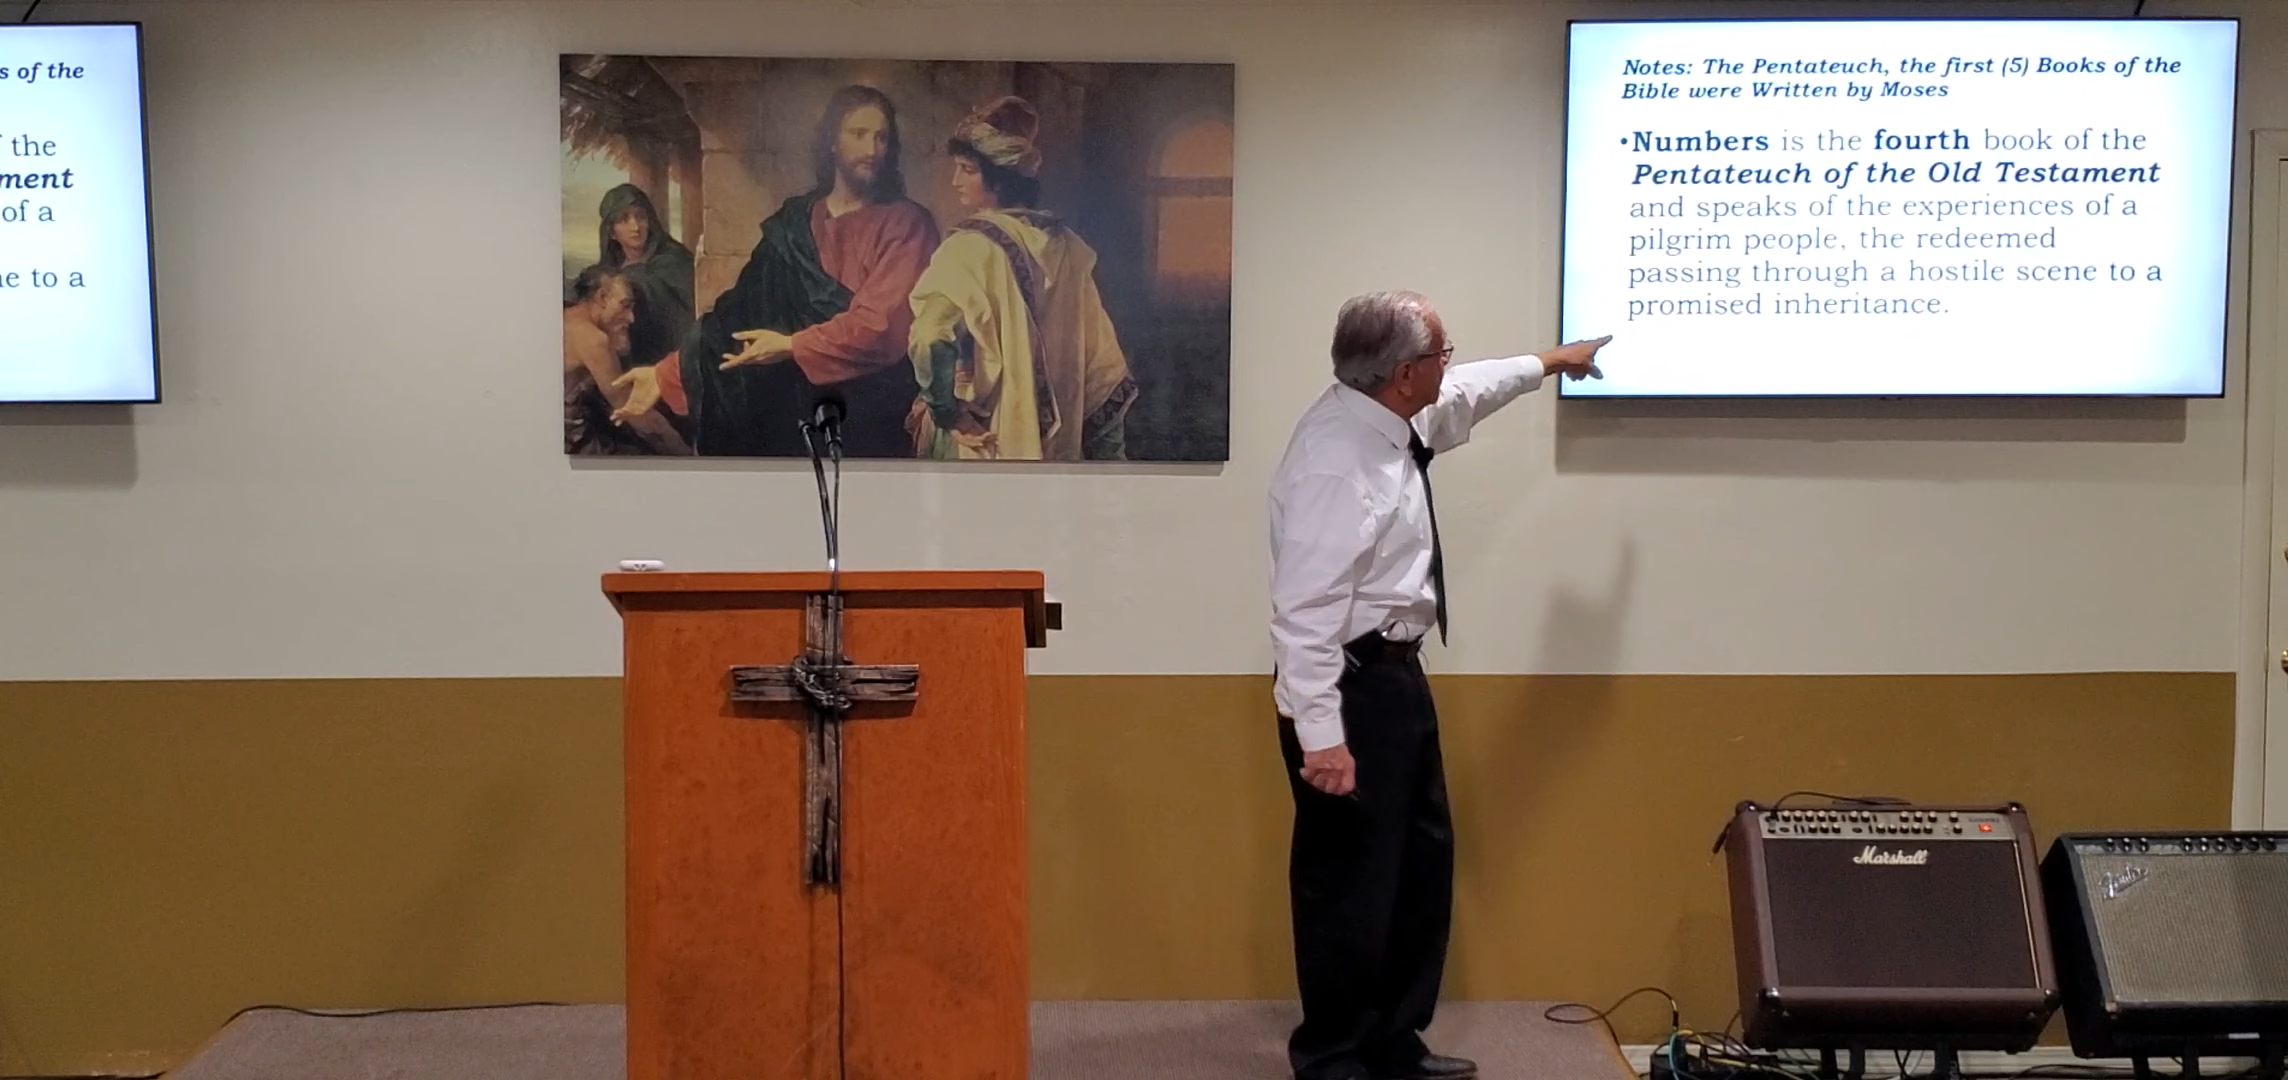 s of the
the
ment
of a
ne to a
Notes: The Pentateuch, the first (5) Books of the
Bible were Written by Moses
•Numbers is the fourth book of the
Pentateuch of the Old Testament
and speaks of the experiences of a
pilgrim people, the redeemed
passing through a hostile scene to a
promised inheritance.
Marshall
Fender